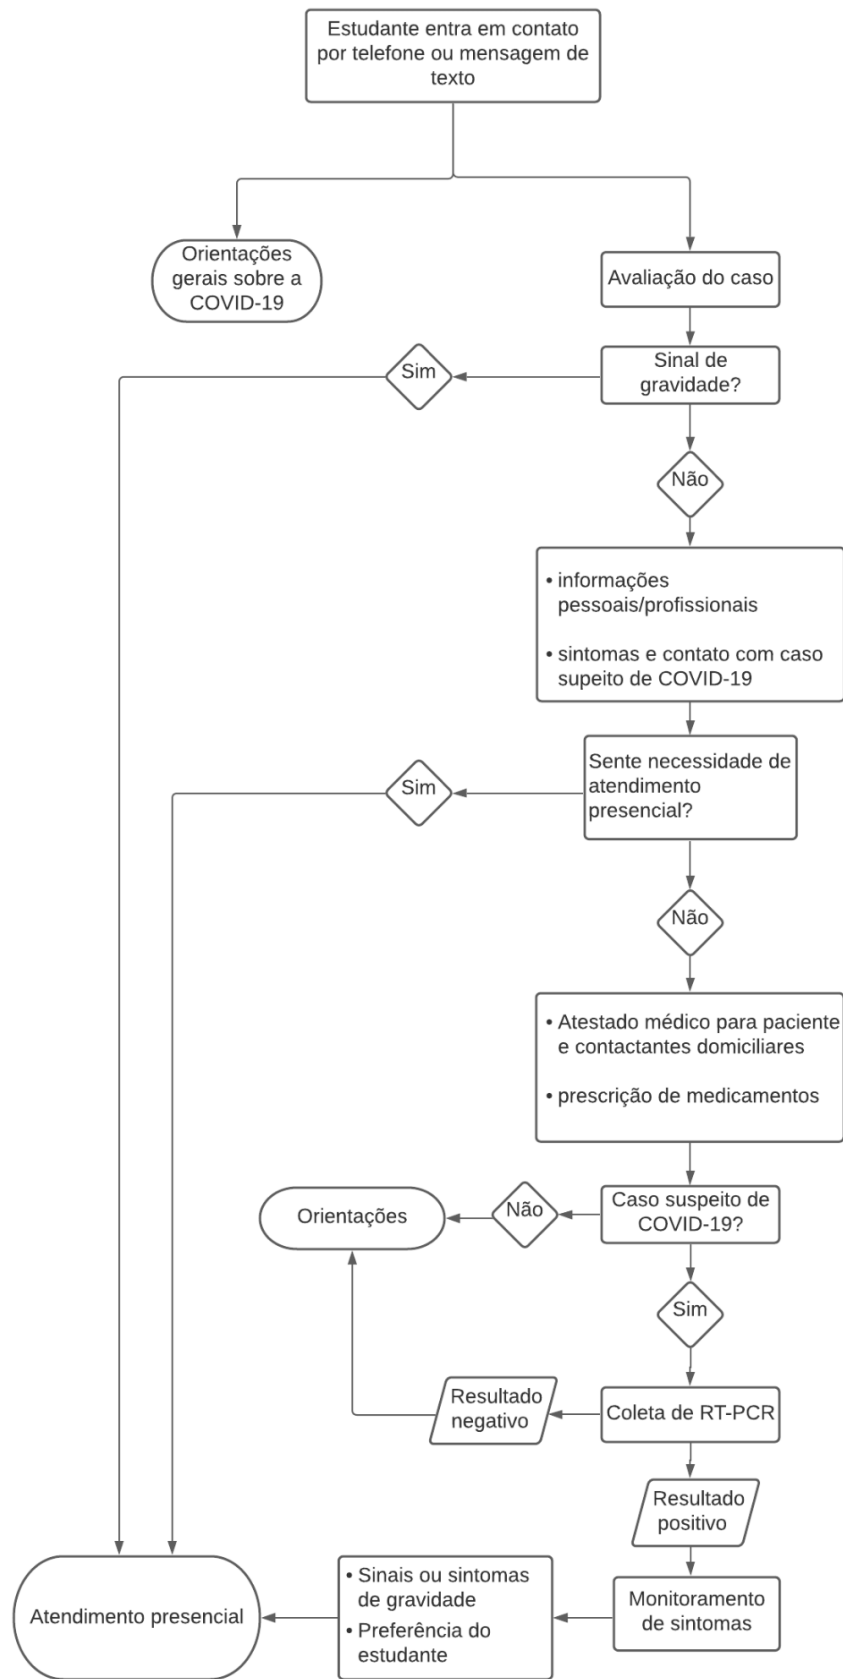 Estudante entra em contato
por telefone ou mensagem de
texto
Orientações
gerais sobre a
COVID-19
Avaliação do caso
Sinal de
gravidade?
Sim
Não
• informações
pessoais/profissionais
• sintomas e contato com caso
supeito de COVID-19
Sente necessidade de
atendimento
presencial?
Sim
Não
• Atestado médico para paciente
e contactantes domiciliares
• prescrição de medicamentos
Caso suspeito de
COVID-19?
Não
Orientações
Sim
Coleta de RT-PCR
Resultado
negativo
Resultado
positivo
Monitoramento
de sintomas
• Sinais ou sintomas
de gravidade
• Preferência do
estudante
Atendimento presencial